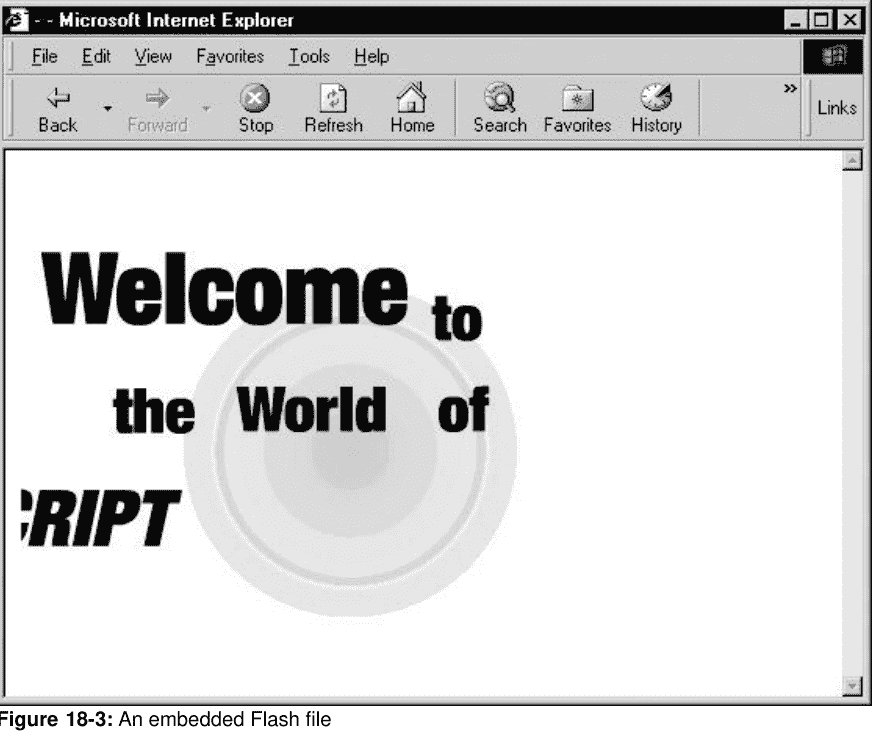 - - Microsoft Internet Explorer
File Edit View Favorites Tools Help
Back Forward Stop Refresh Home Search Favorites History » Links
Welcome to
the World of
CRIPT
Figure 18-3: An embedded Flash file